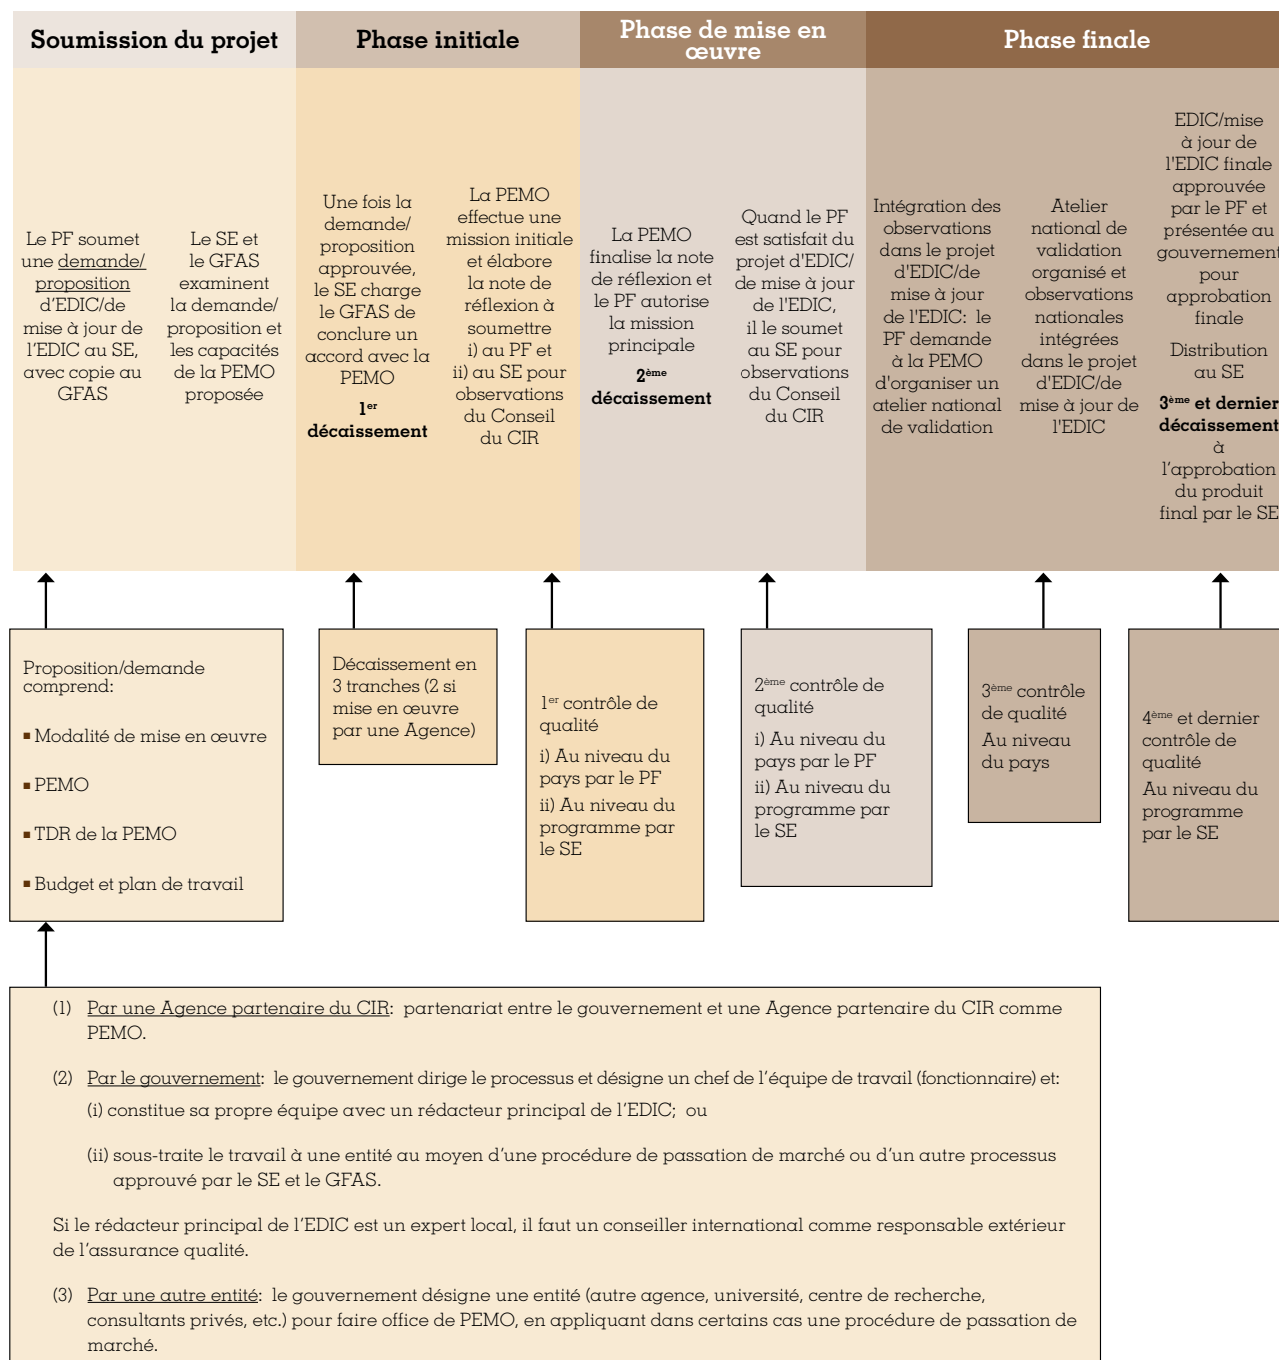 Soumission du projet
Phase initiale
Phase de mise en
œuvre
Phase finale
Le PF soumet
une demande/
proposition
d’EDIC/de
mise à jour de
l’EDIC au SE,
avec copie au
GFAS
Le SE et
le GFAS
examinent
la demande/
proposition et
les capacités
de la PEMO
proposée
Une fois la
demande/
proposition
approuvée,
le SE charge
le GFAS de
conclure un
accord avec la
PEMO
1er
décaissement
La PEMO
effectue une
mission initiale
et élabore
la note de
réflexion à
soumettre
i) au PF et
ii) au SE pour
observations
du Conseil
du CIR
La PEMO
finalise la note
de réflexion et
le PF autorise
la mission
principale
2ème
décaissement
Quand le PF
est satisfait du
projet d'EDIC/
de mise à jour
de l'EDIC,
il le soumet
au SE pour
observations
du Conseil
du CIR
Intégration des
observations
dans le projet
d'EDIC/de
mise à jour
de l'EDIC: le
PF demande
à la PEMO
d'organiser un
atelier national
de validation
Atelier
national de
validation
organisé et
observations
nationales
intégrées
dans le projet
d'EDIC/de
mise à jour de
l'EDIC
EDIC/mise
à jour de
l'EDIC finale
approuvée
par le PF et
présentée au
gouvernement
pour
approbation
finale
Distribution
au SE
3ème et dernier
décaissement
à
l’approbation
du produit
final par le SE
Proposition/demande
comprend:
▪ Modalité de mise en œuvre
▪ PEMO
▪ TDR de la PEMO
▪ Budget et plan de travail
Décaissement en
3 tranches (2 si
mise en œuvre
par une Agence)
1er contrôle de
qualité
i) Au niveau du
pays par le PF
ii) Au niveau du
programme par
le SE
2ème contrôle de
qualité
i) Au niveau du
pays par le PF
ii) Au niveau du
programme par
le SE
3ème contrôle
de qualité
Au niveau
du pays
4ème et dernier
contrôle de
qualité
Au niveau du
programme
par le SE
(1) Par une Agence partenaire du CIR: partenariat entre le gouvernement et une Agence partenaire du CIR comme
PEMO.
(2) Par le gouvernement: le gouvernement dirige le processus et désigne un chef de l’équipe de travail (fonctionnaire) et:
(i) constitue sa propre équipe avec un rédacteur principal de l’EDIC; ou
(ii) sous-traite le travail à une entité au moyen d’une procédure de passation de marché ou d’un autre processus
approuvé par le SE et le GFAS.
Si le rédacteur principal de l’EDIC est un expert local, il faut un conseiller international comme responsable extérieur
de l’assurance qualité.
(3) Par une autre entité: le gouvernement désigne une entité (autre agence, université, centre de recherche,
consultants privés, etc.) pour faire office de PEMO, en appliquant dans certains cas une procédure de passation de
marché.